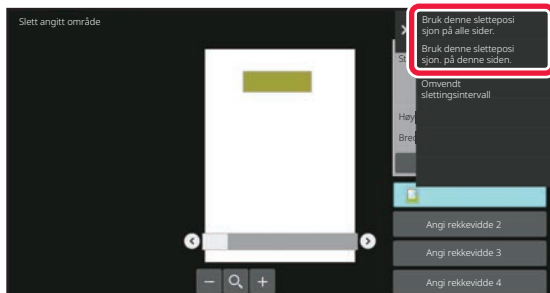 Slett angitt område
Bruk denne sletteposi
sjon på alle sider.
Bruk denne sletteposi
sjon. på denne siden.
Omvendt
slettingsintervall
St
Høy
Bred
Angi rekkevidde 2
Angi rekkevidde 3
Angi rekkevidde 4